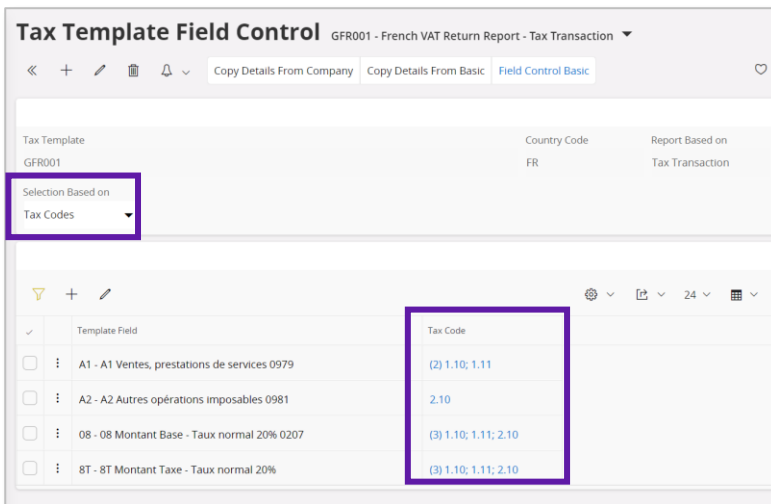 Tax Template Field Control GFR001 - French VAT Return Report - Tax Transaction
Copy Details From Company Copy Details From Basic Field Control Basic
Tax Template Country Code Report Based on
GFR001 FR Tax Transaction
Selection Based on
Tax Codes
24
Template Field Tax Code
A1 - A1 Ventes, prestations de services 0979 (2) 1.10; 1.11
A2 - A2 Autres opérations imposables 0981 2.10
08 - 08 Montant Base - Taux normal 20% 0207 (3) 1.10; 1.11; 2.10
8T - 8T Montant Taxe - Taux normal 20% (3) 1.10; 1.11; 2.10